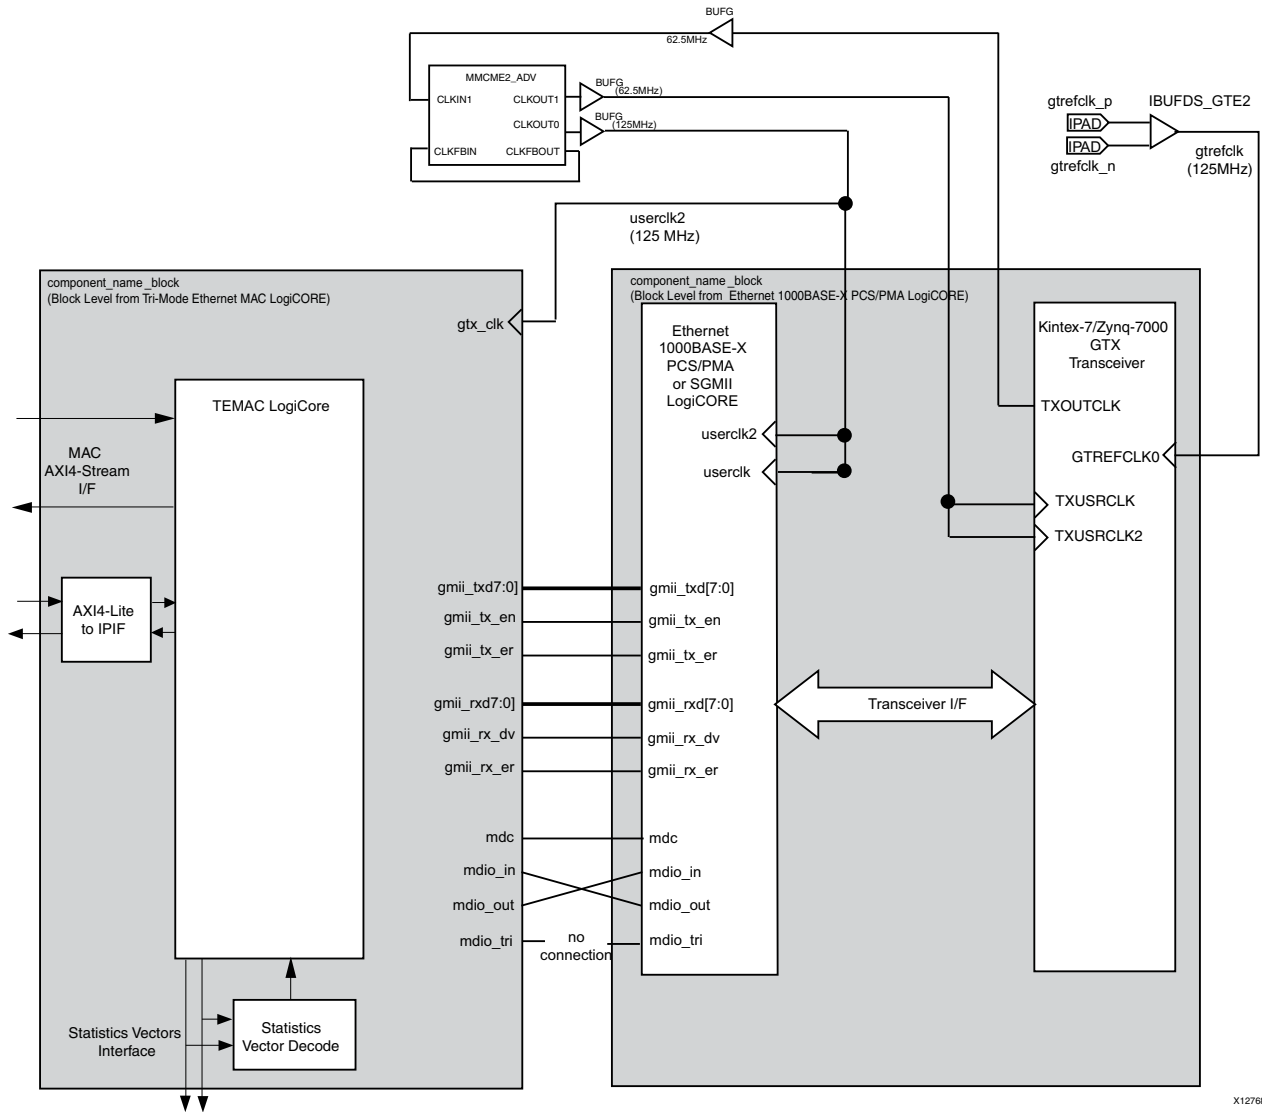 BUFG
62.5MHz
MMCME2_ADV
CLKIN1
CLKOUT1
BUFG
(62.5MHz)
CLKOUT0
BUFG
(125MHz)
CLKFBIN
CLKFBOUT
gtrefclk_p
IBUFDS_GTE2
IPAD
IPAD
gtrefclk_n
gtrefclk
(125MHz)
userclk2
(125 MHz)
component_name_block
(Block Level from Tri-Mode Ethernet MAC LogiCORE)
component_name_block
(Block Level from Ethernet 1000BASE-X PCS/PMA LogiCORE)
gtx_clk
Ethernet
1000BASE-X
PCS/PMA
or SGMII
LogiCORE
Kintex-7/Zynq-7000
GTX
Transceiver
TEMAC LogiCore
TXOUTCLK
userclk2
GTREFCLK0
userclk
MAC
AXI4-Stream
I/F
TXUSRCLK
TXUSRCLK2
AXI4-Lite
to IPIF
gmii_txd7:0]
gmii_txd[7:0]
gmii_tx_en
gmii_tx_en
gmii_tx_er
gmii_tx_er
gmii_rxd7:0]
gmii_rxd[7:0]
Transceiver I/F
gmii_rx_dv
gmii_rx_dv
gmii_rx_er
gmii_rx_er
mdc
mdc
mdio_in
mdio_in
mdio_out
mdio_out
mdio_tri
no
connection
mdio_tri
Statistics Vectors
Interface
Statistics
Vector Decode